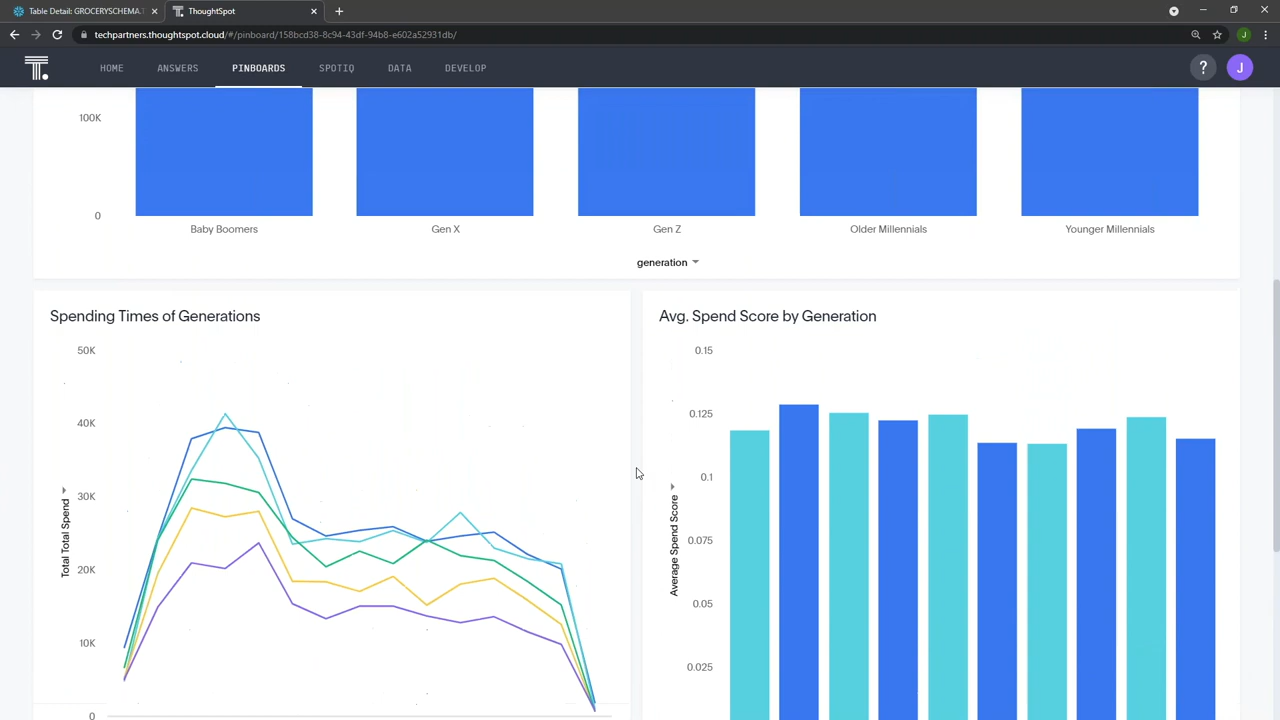 Table Detail: GROCERYSCHEMA.T
ThoughtSpot
techpartners.thoughtspot.cloud/#/pinboard/158bcd38-8c94-43df-94b8-e602a52931db/
J
T.
HOME ANSWERS PINBOARDS SPOTIQ DATA DEVELOP
? J
100K
0
Baby Boomers Gen X Gen Z Older Millennials Younger Millennials
generation
Spending Times of Generations
50K
40K
30K
20K
10K
0
Total Total Spend
Avg. Spend Score by Generation
0.15
0.125
0.1
0.075
0.05
0.025
Average Spend Score